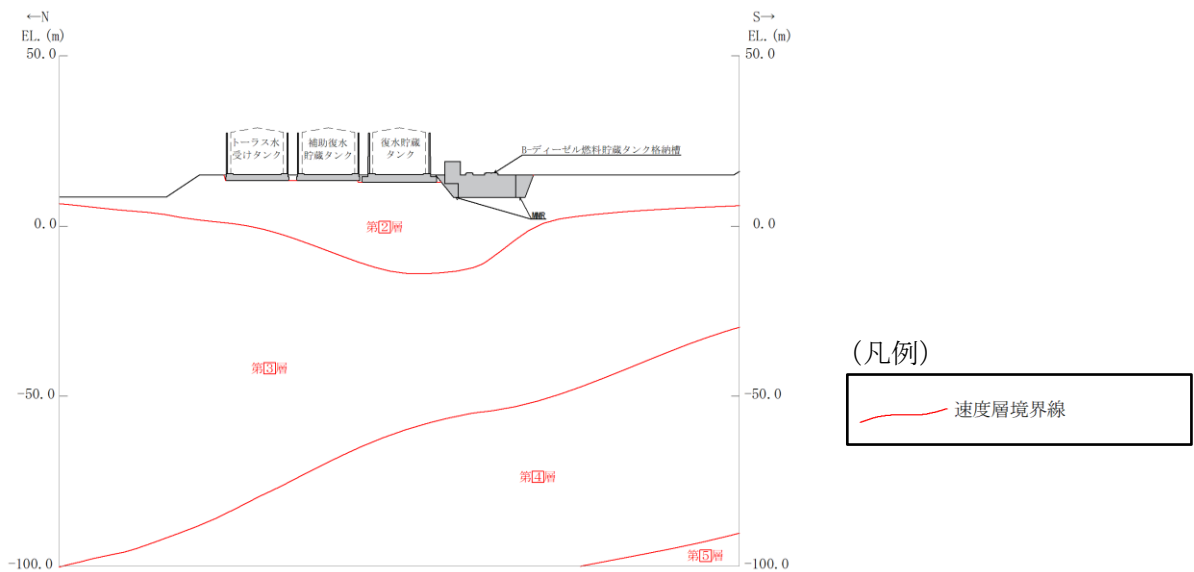 ←N
S→
EL.(m)
EL.(m)
50.0
50.0
トーラス水
受けタンク
補助復水
貯蔵タンク
復水貯蔵
タンク
B-ディーゼル燃料貯蔵タンク格納槽
MMR
0.0
0.0
第2層
第3層
-50.0
-50.0
第4層
第5層
-100.0
-100.0
(凡例)
速度層境界線